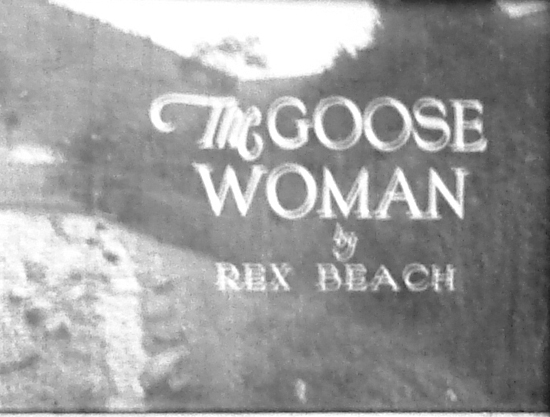 The GOOSE
WOMAN
by
REX BEACH